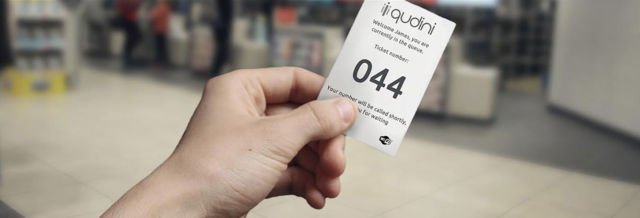 qudini
Welcome James, you are
currently in the queue.
Ticket number:
044
Your number will be called shortly,
you for waiting
WiFi